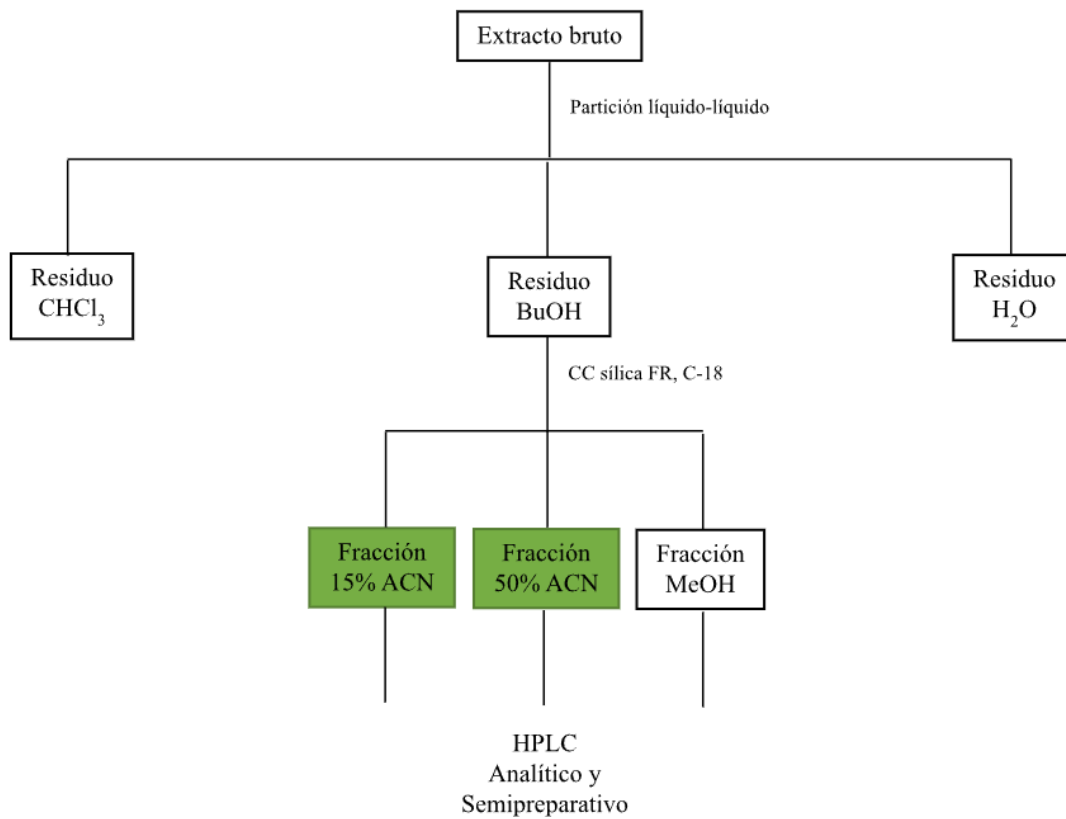 Extracto bruto
Partición líquido-líquido
Residuo
CHCl₃
Residuo
BuOH
Residuo
H₂O
CC sílica FR, C-18
Fracción
15% ACN
Fracción
50% ACN
Fracción
MeOH
HPLC
Analítico y
Semipreparativo